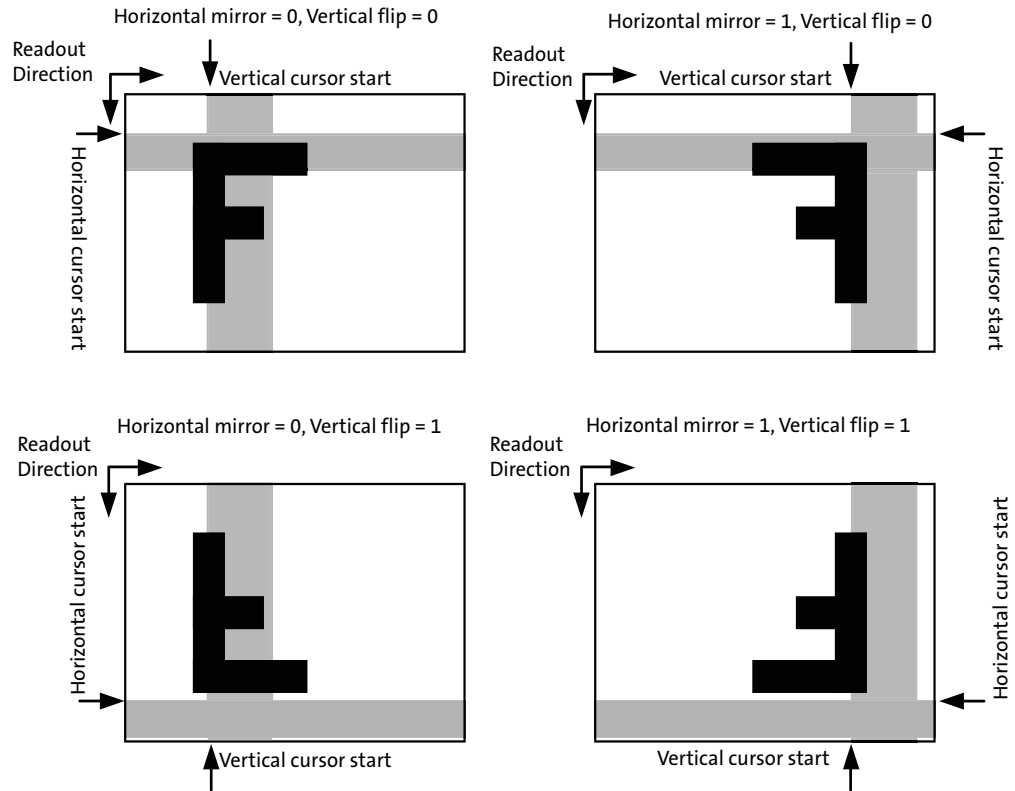 Horizontal mirror = 0, Vertical flip = 0
Readout
Direction
Vertical cursor start
Horizontal cursor start
Horizontal mirror = 1, Vertical flip = 0
Readout
Direction
Vertical cursor start
Horizontal cursor start
Horizontal mirror = 0, Vertical flip = 1
Readout
Direction
Horizontal cursor start
Vertical cursor start
Horizontal mirror = 1, Vertical flip = 1
Readout
Direction
Horizontal cursor start
Vertical cursor start